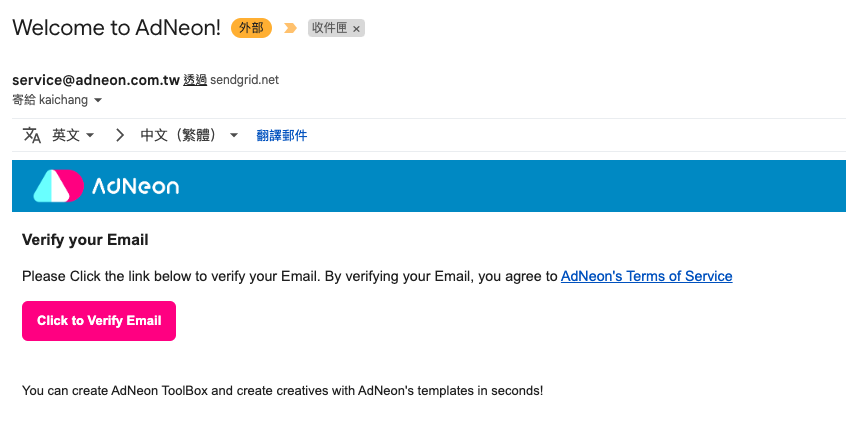 Welcome to AdNeon! 外部 收件匣 ×
service@adneon.com.tw 透過 sendgrid.net
寄給 kaichang
英文 中文（繁體） 翻譯郵件
AdNeon
Verify your Email
Please Click the link below to verify your Email. By verifying your Email, you agree to AdNeon's Terms of Service
Click to Verify Email
You can create AdNeon ToolBox and create creatives with AdNeon's templates in seconds!